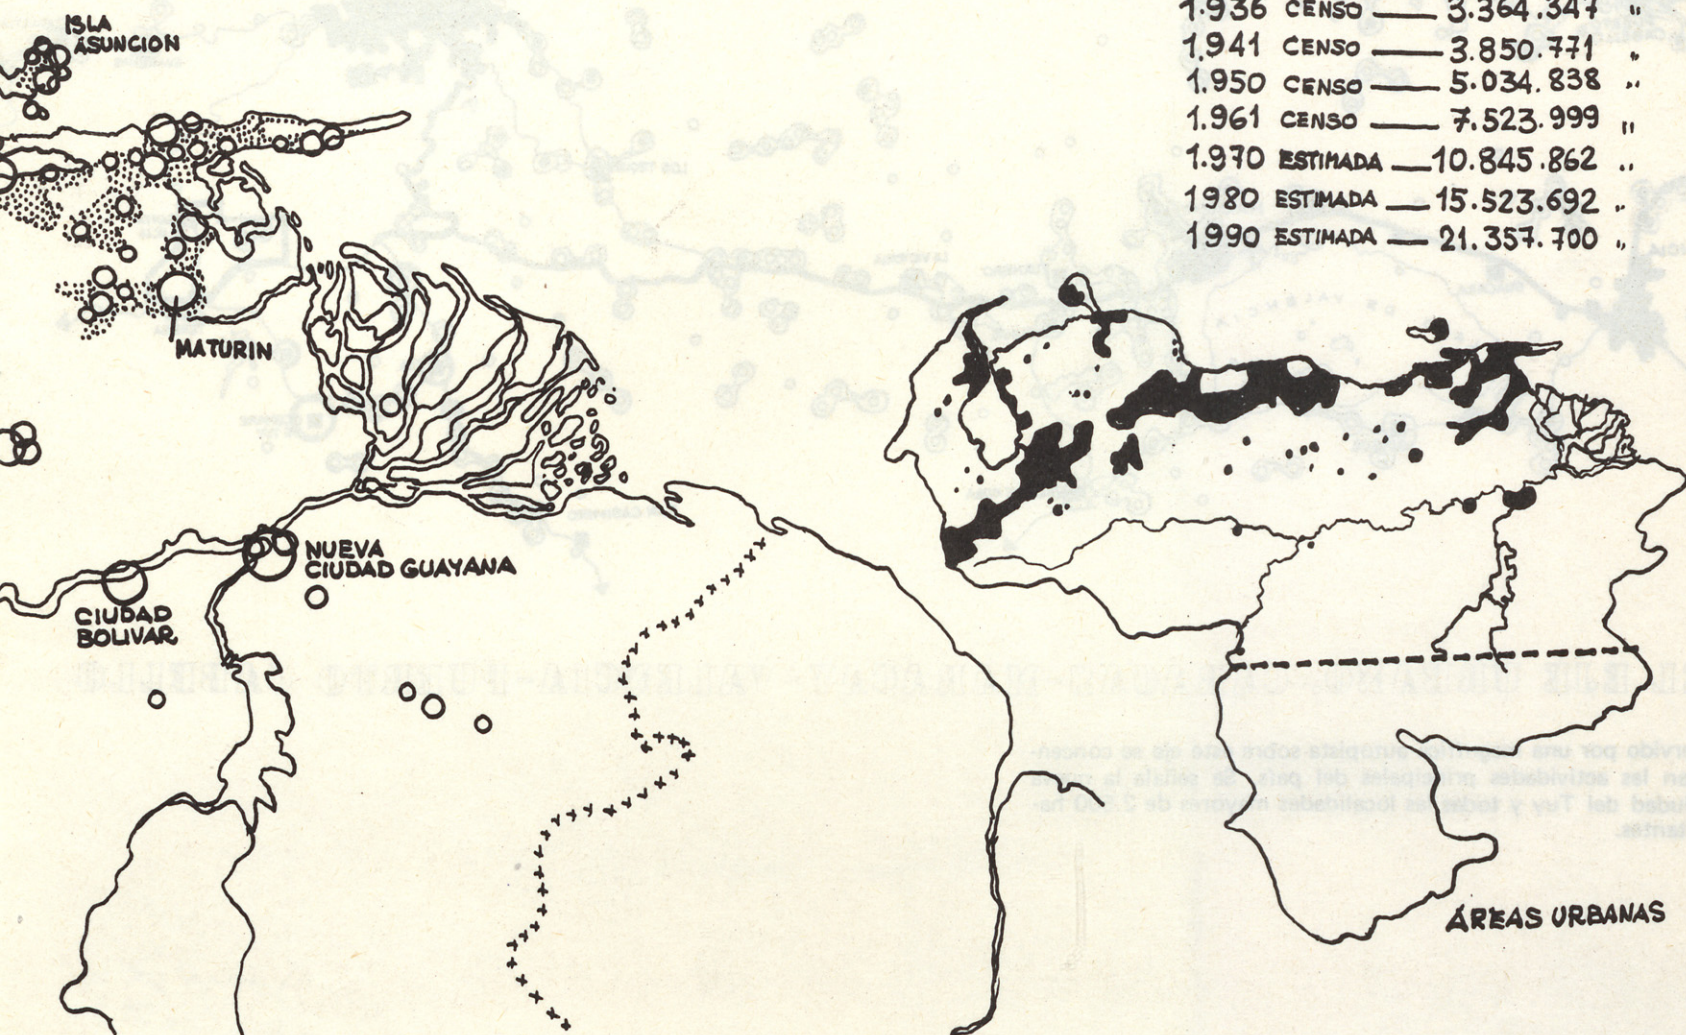 ISLA
ASUNCION
1.936 CENSO — 3.364.347 "
1.941 CENSO — 3.850.771 "
1.950 CENSO — 5.034.838 "
1.961 CENSO — 7.523.999 "
1.970 ESTIMADA — 10.845.862 "
1980 ESTIMADA — 15.523.692 "
1990 ESTIMADA — 21.357.700 "
MATURIN
NUEVA
CIUDAD GUAYANA
CIUDAD
BOLIVAR
ÁREAS URBANAS